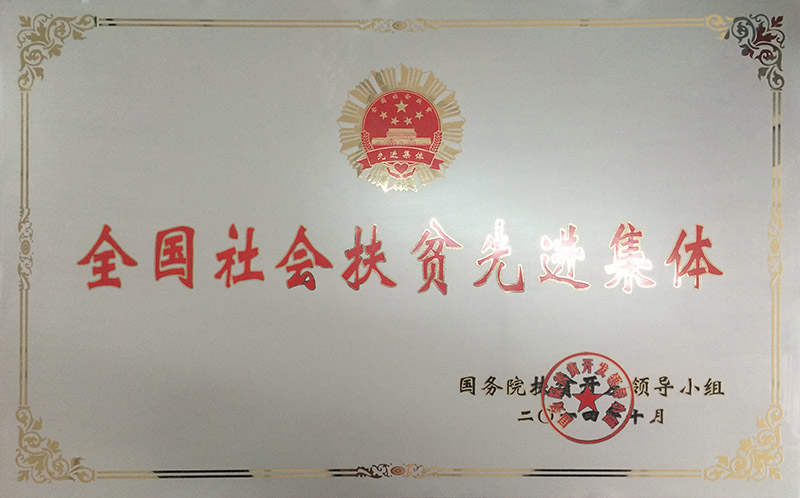 全国社会扶贫
先进集体
全国社会扶贫先进集体
国务院扶贫开发领导小组
二〇一四年十月